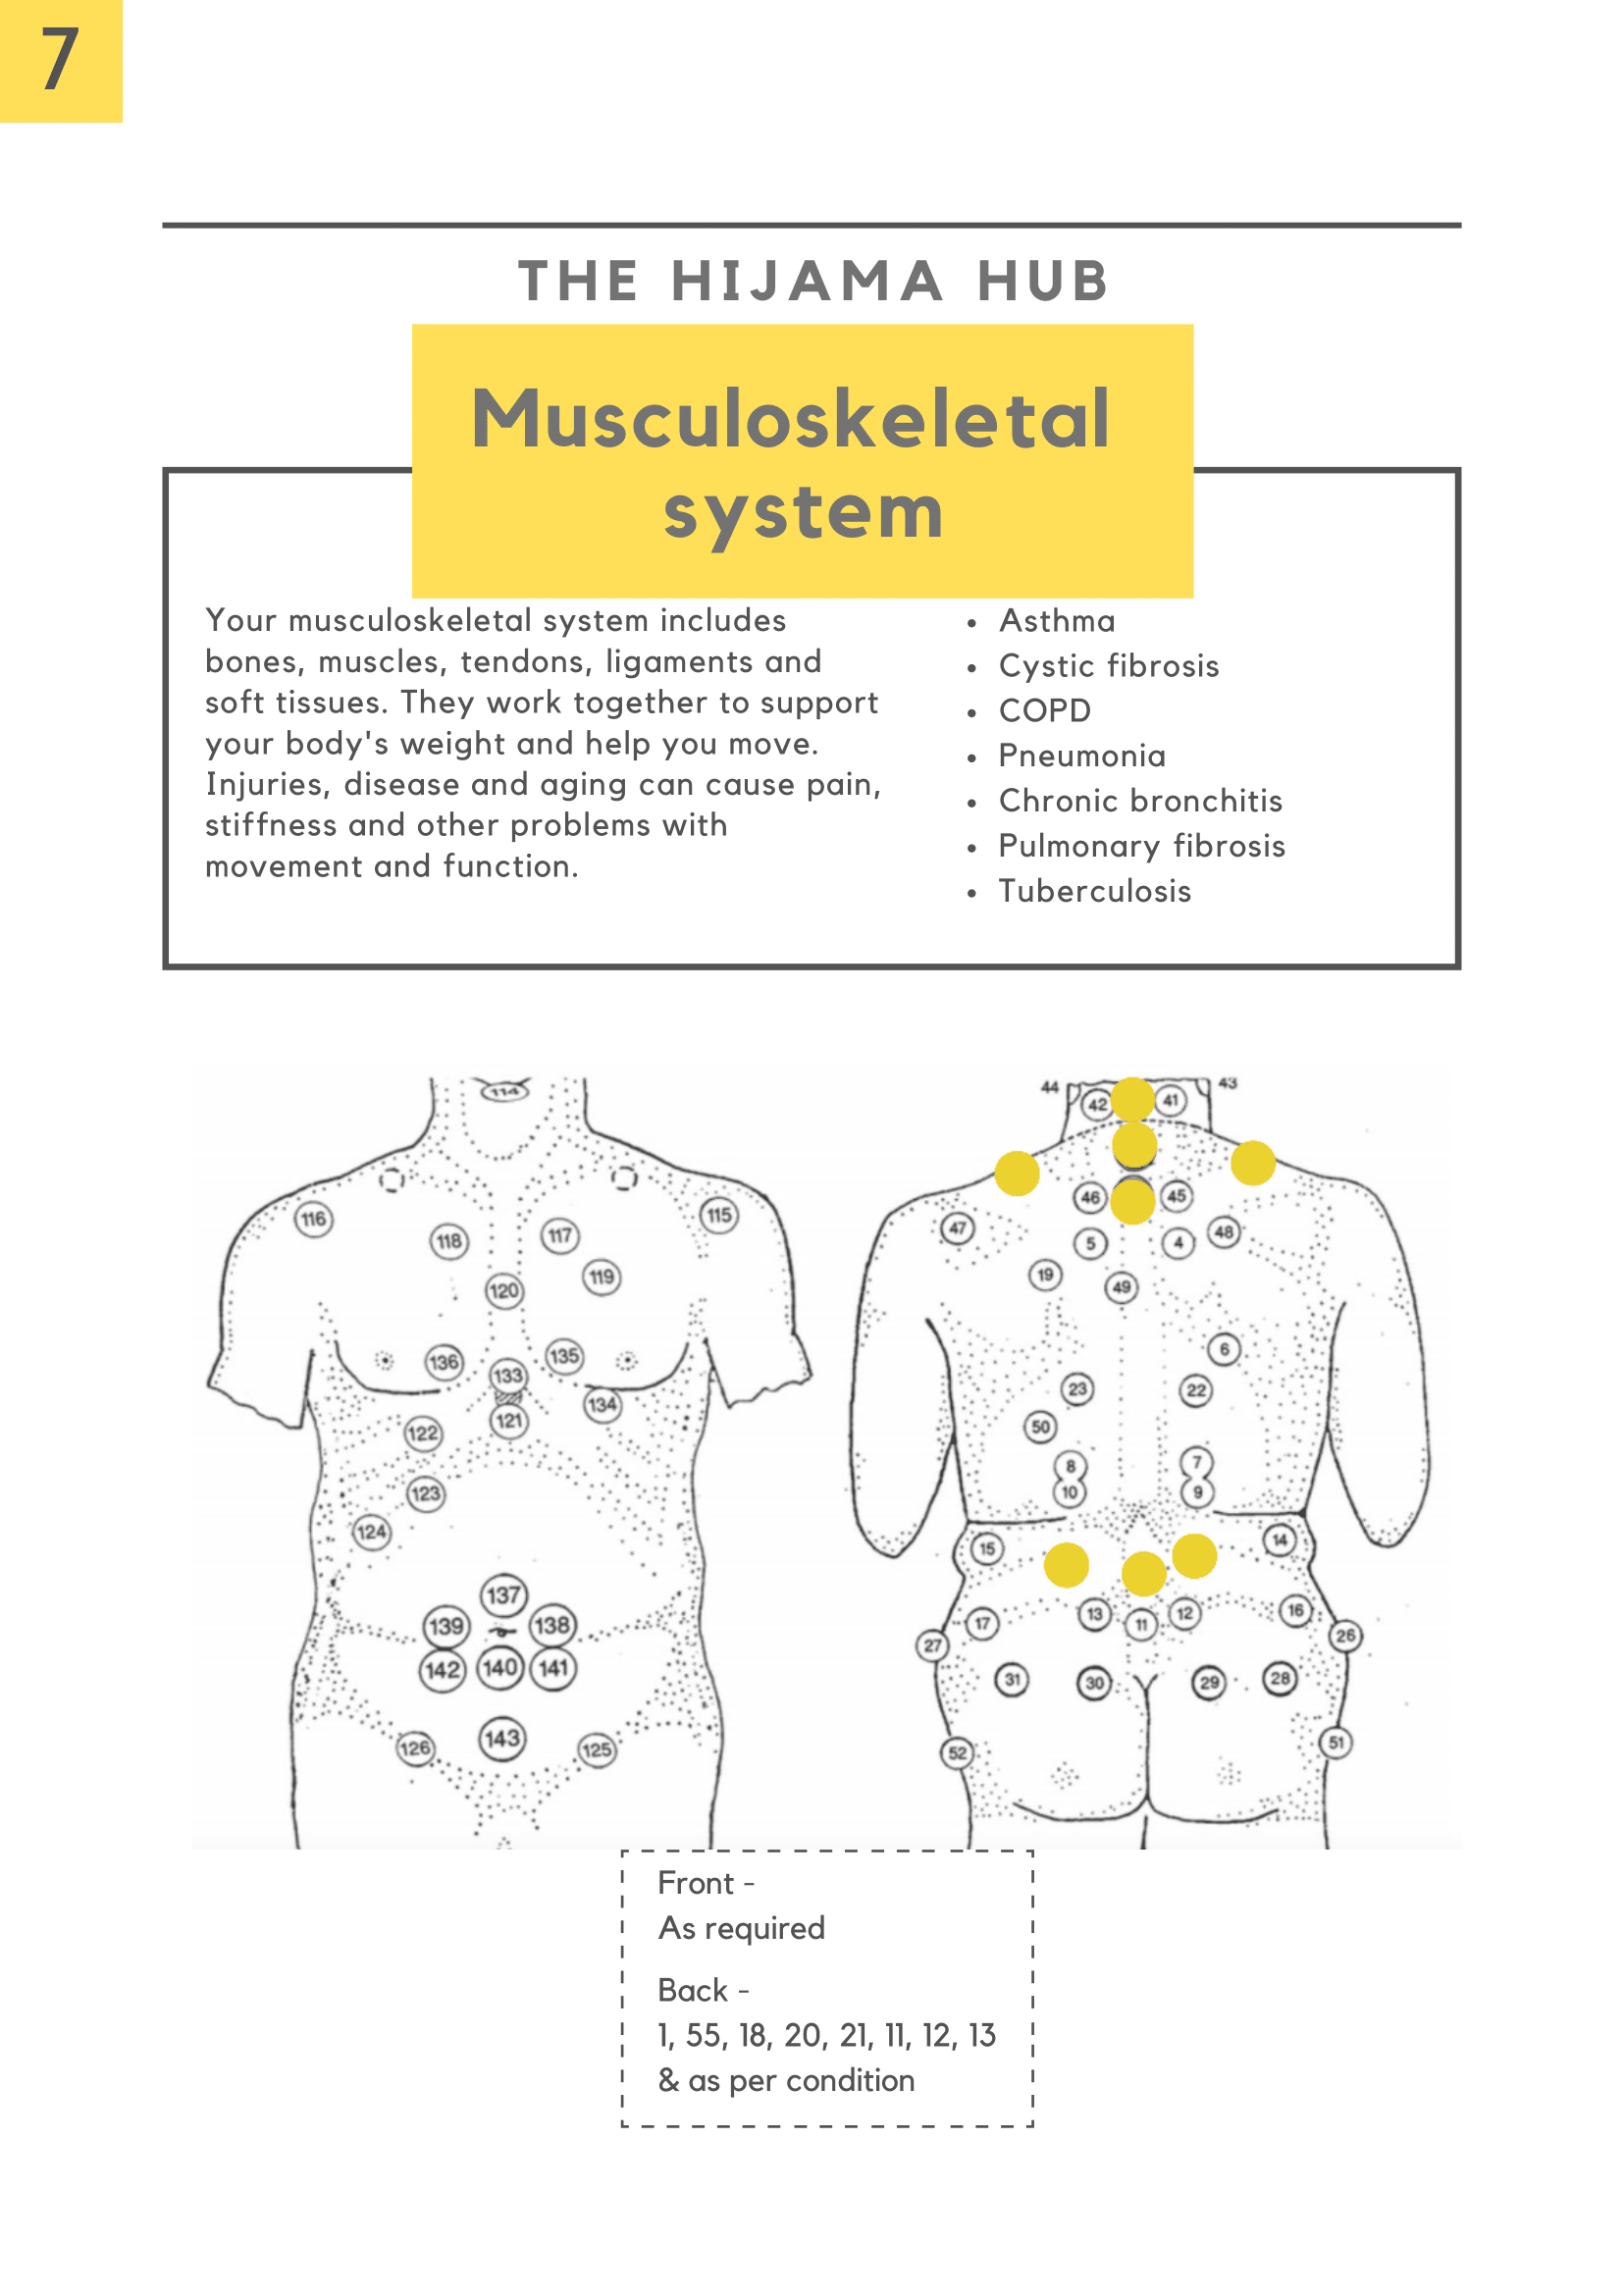 7
THE HIJAMA HUB
Musculoskeletal
system
Your musculoskeletal system includes
bones, muscles, tendons, ligaments and
soft tissues. They work together to support
your body's weight and help you move.
Injuries, disease and aging can cause pain,
stiffness and other problems with
movement and function.
• Asthma
• Cystic fibrosis
• COPD
• Pneumonia
• Chronic bronchitis
• Pulmonary fibrosis
• Tuberculosis
114
116
115
118
117
119
120
136
135
133
134
121
122
123
124
137
139
138
142
140
141
143
126
125
44
43
42
41
46
45
47
48
5
4
19
49
6
23
22
50
8
7
10
9
15
14
17
13
11
12
16
27
26
31
30
29
28
52
51
Front -
As required
Back -
1, 55, 18, 20, 21, 11, 12, 13
& as per condition